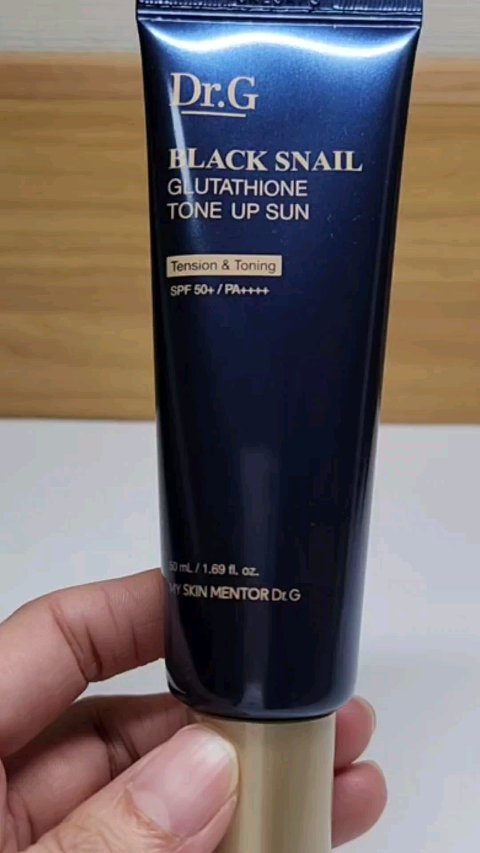 Dr.G
BLACK SNAIL
GLUTATHIONE
TONE UP SUN
Tension & Toning
SPF 50+ / PA++++
50 mL / 1.69 fl. oz.
MY SKIN MENTOR Dr.G